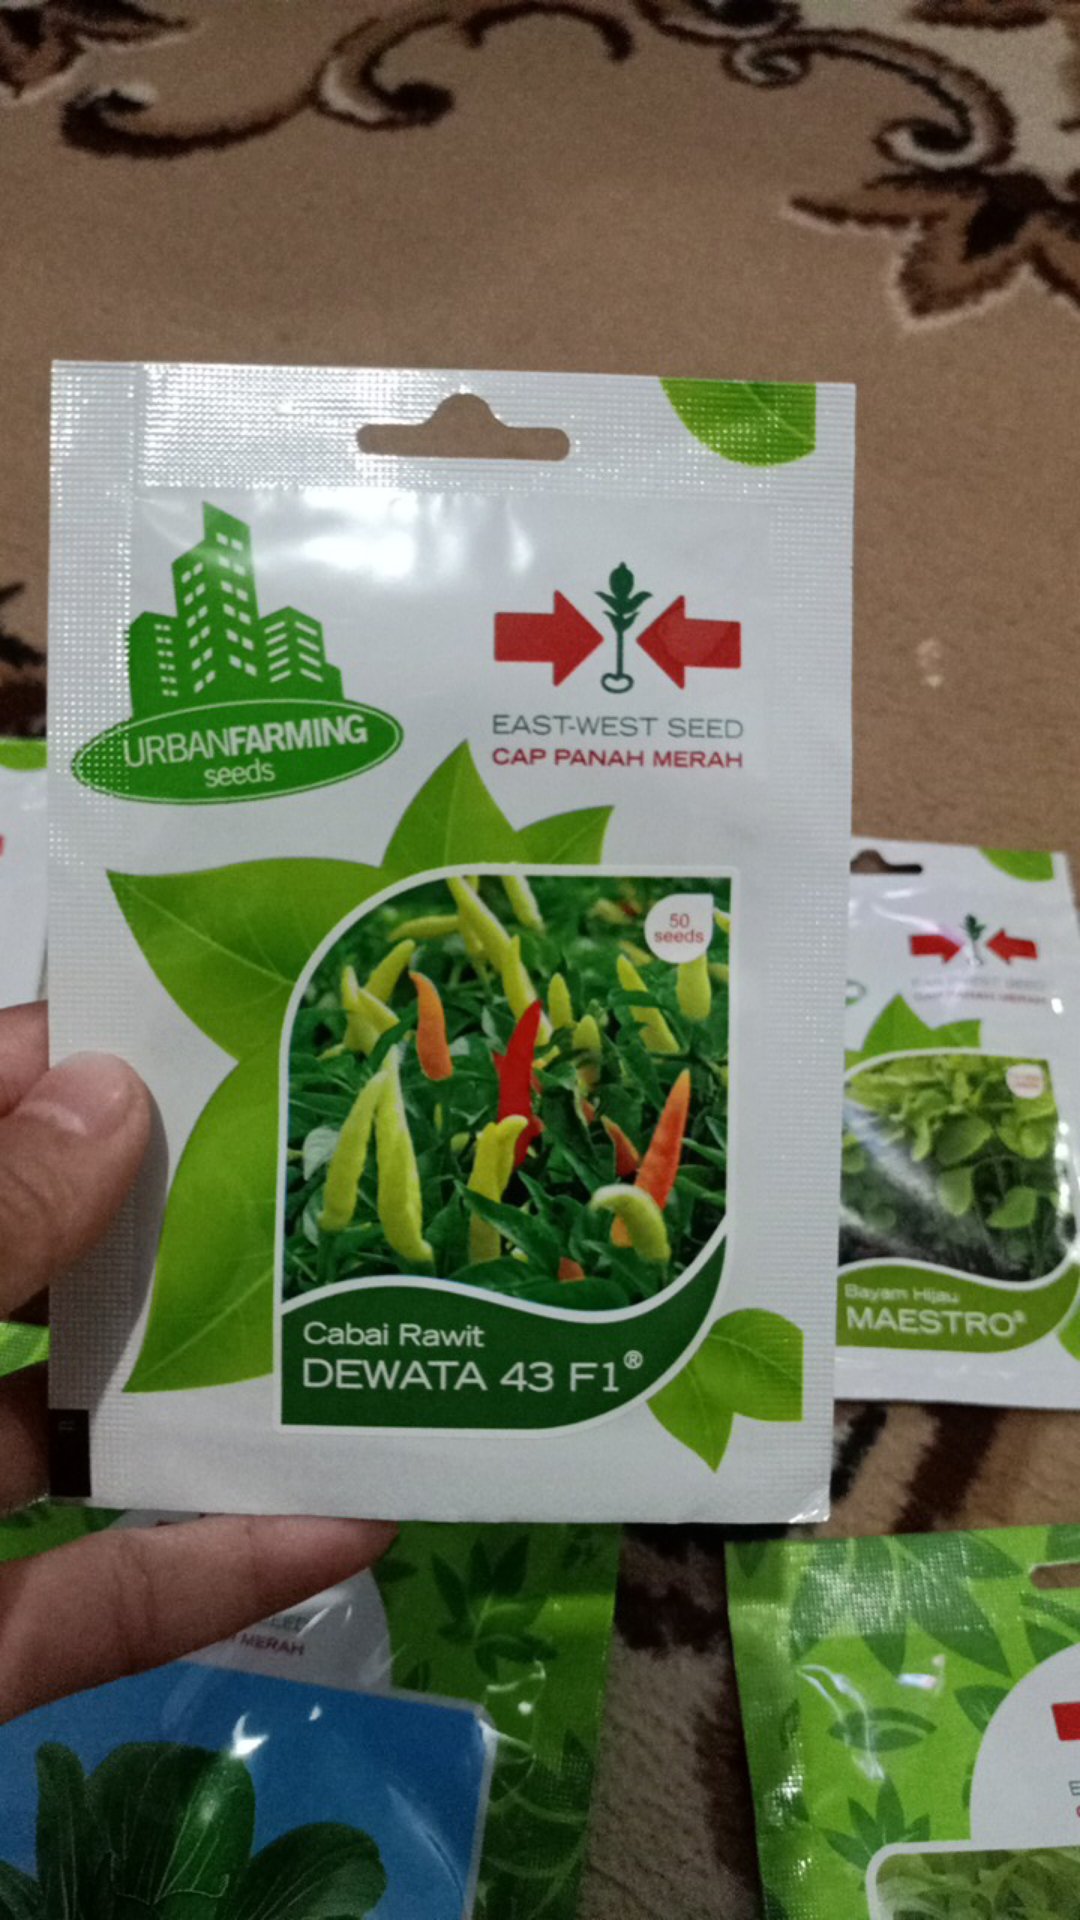 URBANFARMING
seeds
EAST-WEST SEED
CAP PANAH MERAH
50
seeds
Cabai Rawit
DEWATA 43 F1®
Bayam Hijau
MAESTRO®
MERAH